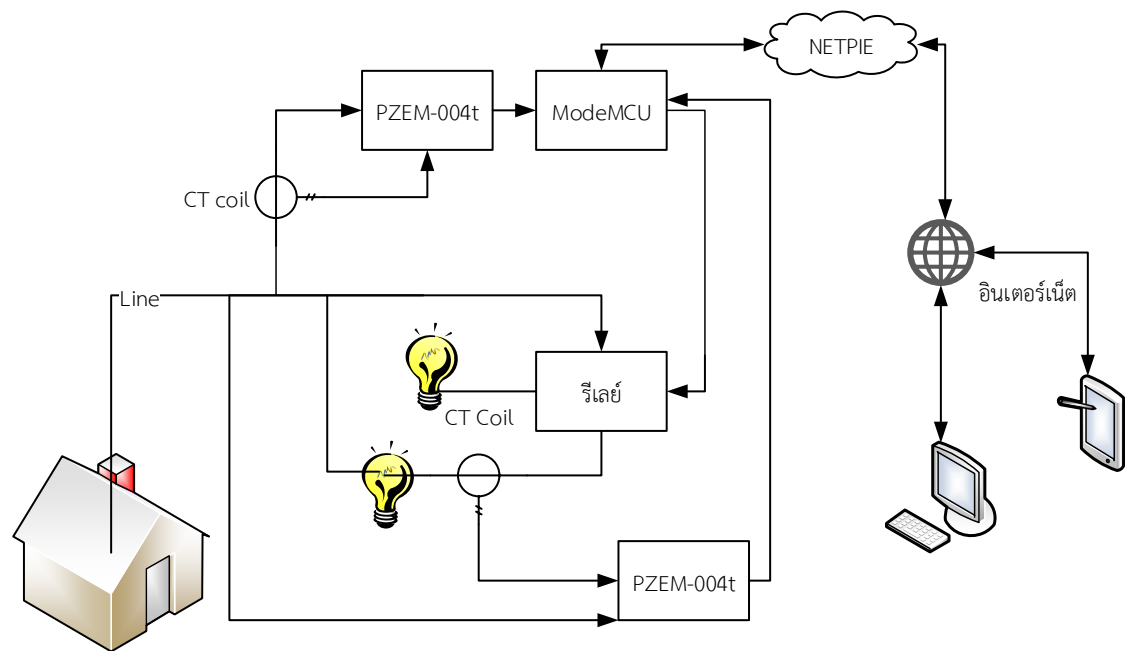 NETPIE
PZEM-004t
ModeMCU
CT coil
Line
อินเตอร์เน็ต
รีเลย์
CT Coil
PZEM-004t